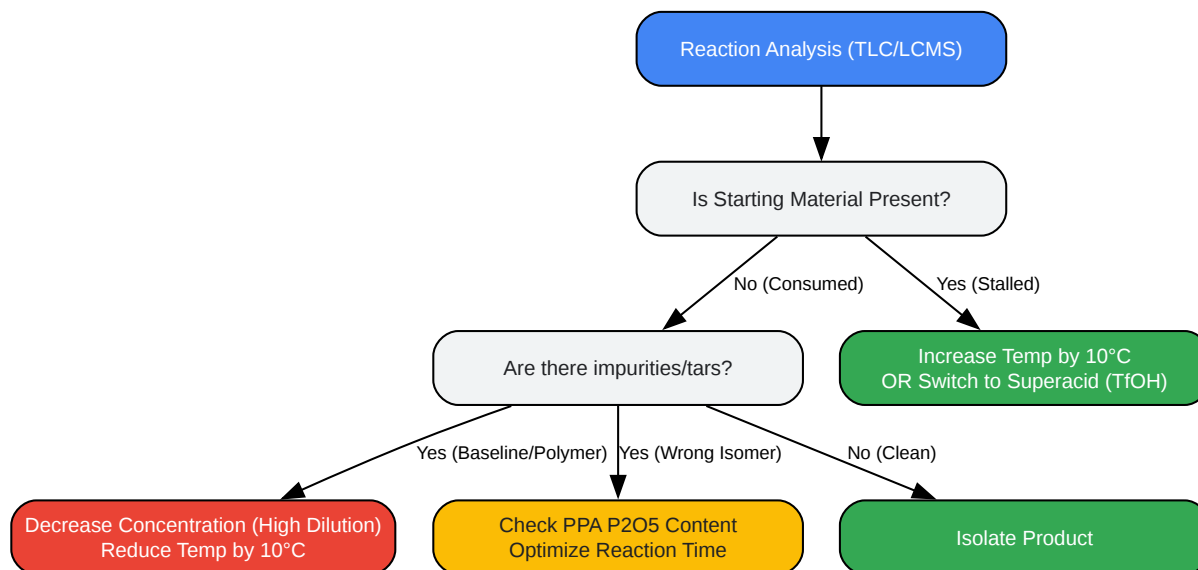 Reaction Analysis (TLC/LCMS)
Is Starting Material Present?
No (Consumed)
Yes (Stalled)
Are there impurities/tars?
Increase Temp by 10°C
OR Switch to Superacid (TfOH)
Yes (Baseline/Polymer)
Yes (Wrong Isomer)
No (Clean)
Decrease Concentration (High Dilution)
Reduce Temp by 10°C
Check PPA P2O5 Content
Optimize Reaction Time
Isolate Product